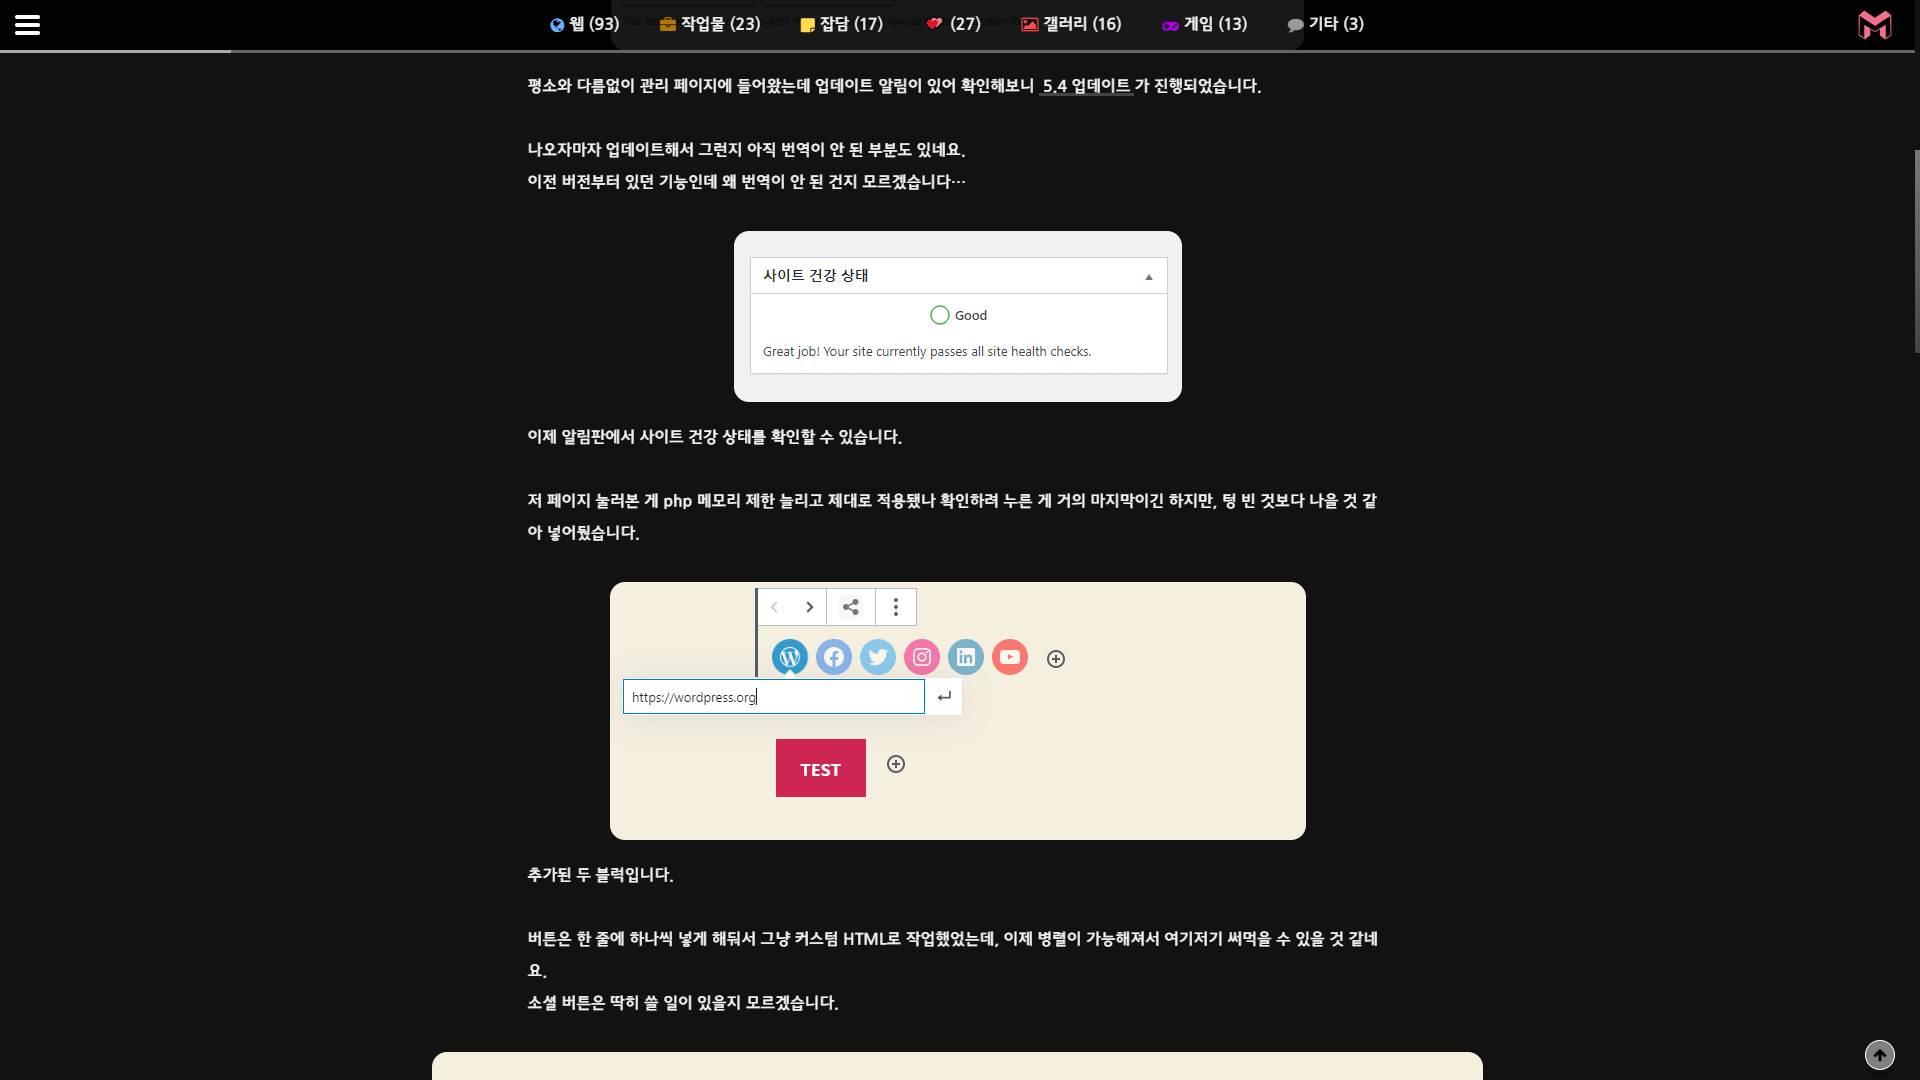 웹 (93) 작업물 (23) 잡담 (17) (27) 갤러리 (16) 게임 (13) 기타 (3)
평소와 다름없이 관리 페이지에 들어왔는데 업데이트 알림이 있어 확인해보니 5.4 업데이트 가 진행되었습니다.
나오자마자 업데이트해서 그런지 아직 번역이 안 된 부분도 있네요.
이전 버전부터 있던 기능인데 왜 번역이 안 된 건지 모르겠습니다…
사이트 건강 상태
Good
Great job! Your site currently passes all site health checks.
이제 알림판에서 사이트 건강 상태를 확인할 수 있습니다.
저 페이지 눌러본 게 php 메모리 제한 늘리고 제대로 적용됐나 확인하려 누른 게 거의 마지막이긴 하지만, 텅 빈 것보다 나을 것 같
아 넣어뒀습니다.
https://wordpress.org
TEST
추가된 두 블럭입니다.
버튼은 한 줄에 하나씩 넣게 해둬서 그냥 커스텀 HTML로 작업했었는데, 이제 병렬이 가능해져서 여기저기 써먹을 수 있을 것 같네
요.
소셜 버튼은 딱히 쓸 일이 있을지 모르겠습니다.